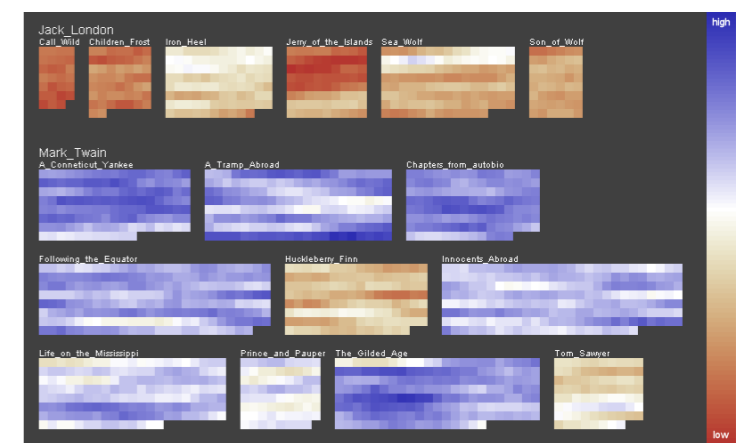 high
Jack_London
Call_Wild Children_Frost Iron_Heel Jerry_of_the_Islands Sea_Wolf Son_of_Wolf
Mark_Twain
A_Conneticut_Yankee A_Tramp_Abroad Chapters_from_autobio
Following_the_Equator Huckleberry_Finn Innocents_Abroad
Life_on_the_Mississippi Prince_and_Pauper The_Gilded_Age Tom_Sawyer
low